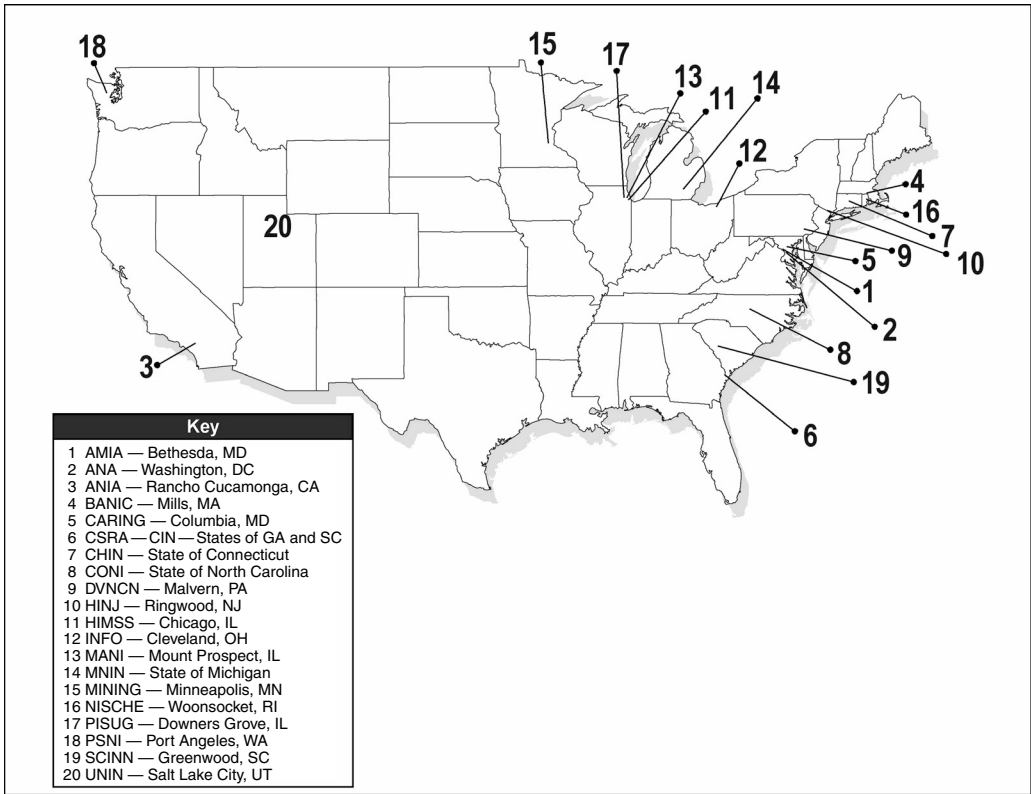 18
15
17
13
11
14
12
4
16
7
10
9
5
1
2
20
3
8
19
6
Key
1 AMIA — Bethesda, MD
2 ANA — Washington, DC
3 ANIA — Rancho Cucamonga, CA
4 BANIC — Mills, MA
5 CARING — Columbia, MD
6 CSRA — CIN — States of GA and SC
7 CHIN — State of Connecticut
8 CONI — State of North Carolina
9 DVNCN — Malvern, PA
10 HINJ — Ringwood, NJ
11 HIMSS — Chicago, IL
12 INFO — Cleveland, OH
13 MANI — Mount Prospect, IL
14 MNIN — State of Michigan
15 MINING — Minneapolis, MN
16 NISCHE — Woonsocket, RI
17 PISUG — Downers Grove, IL
18 PSNI — Port Angeles, WA
19 SCINN — Greenwood, SC
20 UNIN — Salt Lake City, UT